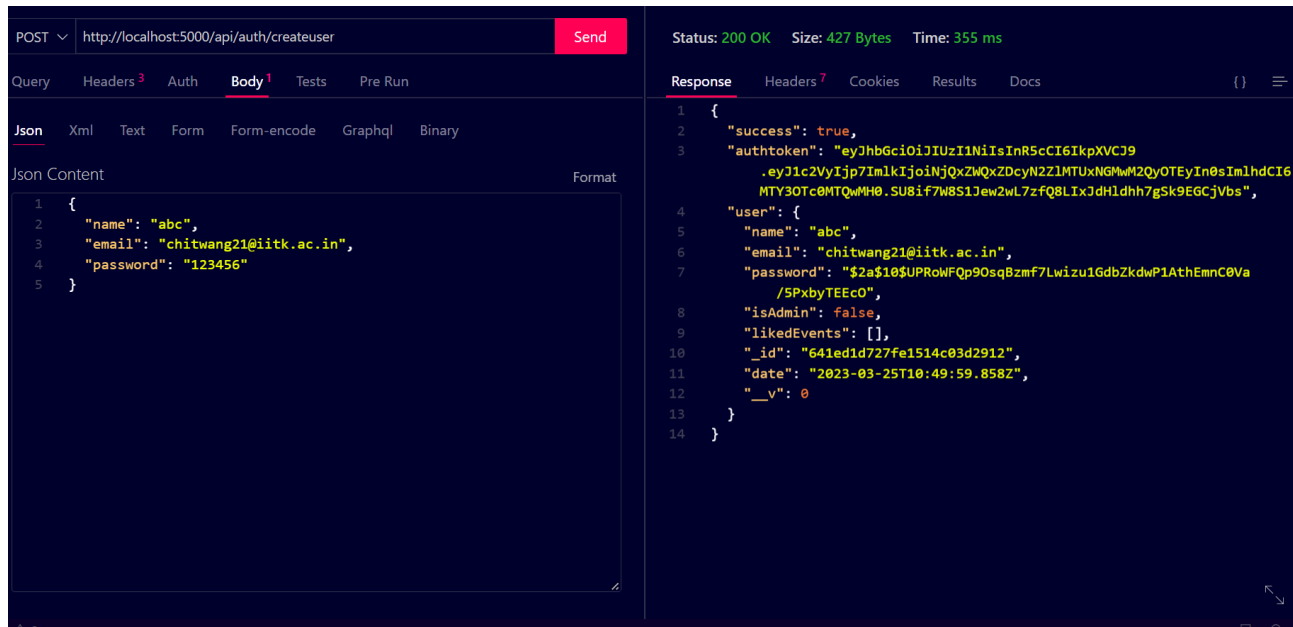 POST http://localhost:5000/api/auth/createuser Send
Query Headers 3 Auth Body 1 Tests Pre Run
Json Xml Text Form Form-encode Graphql Binary
Json Content Format
1 {
2 "name": "abc",
3 "email": "chitwang21@iitk.ac.in",
4 "password": "123456"
5 }
Status: 200 OK Size: 427 Bytes Time: 355 ms
Response Headers 7 Cookies Results Docs {}
1 {
2 "success": true,
3 "authtoken": "eyJhbGciOiJIUzI1NiIsInR5cCI6IkpXVCJ9
.eyJ1c2VyIjp7ImlkIjoiNjQxZWQxZDcyN2ZlMTUxNGMwM2QyOTEyIn0sImlhdCI6
MTY3OTc0MTQwMH0.SU8if7W8S1Jew2wL7zfQ8LIxJdHldhh7gSk9EGCjVbs",
4 "user": {
5 "name": "abc",
6 "email": "chitwang21@iitk.ac.in",
7 "password": "$2a$10$UPRoWFQp9OsqBzmf7Lwizu1GdbZkdwP1AthEmnC0Va
/5PxbyTEEcO",
8 "isAdmin": false,
9 "likedEvents": [],
10 "_id": "641ed1d727fe1514c03d2912",
11 "date": "2023-03-25T10:49:59.858Z",
12 "__v": 0
13 }
14 }